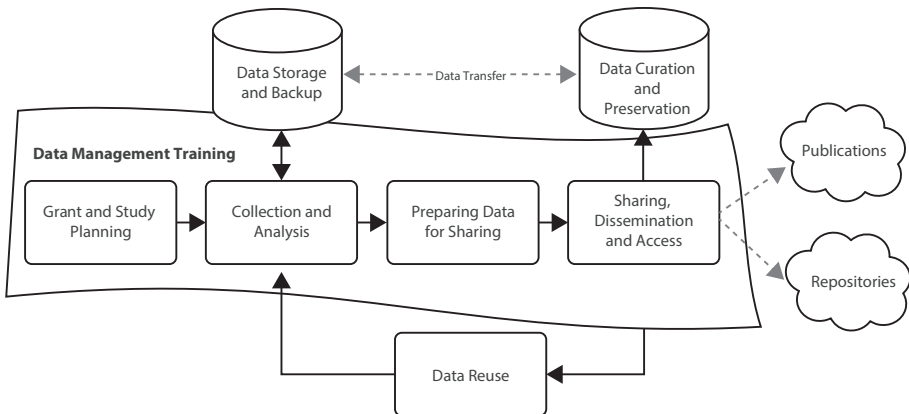 Data Storage
and Backup
Data Transfer
Data Curation
and
Preservation
Data Management Training
Publications
Grant and Study
Planning
Collection and
Analysis
Preparing Data
for Sharing
Sharing,
Dissemination
and Access
Repositories
Data Reuse